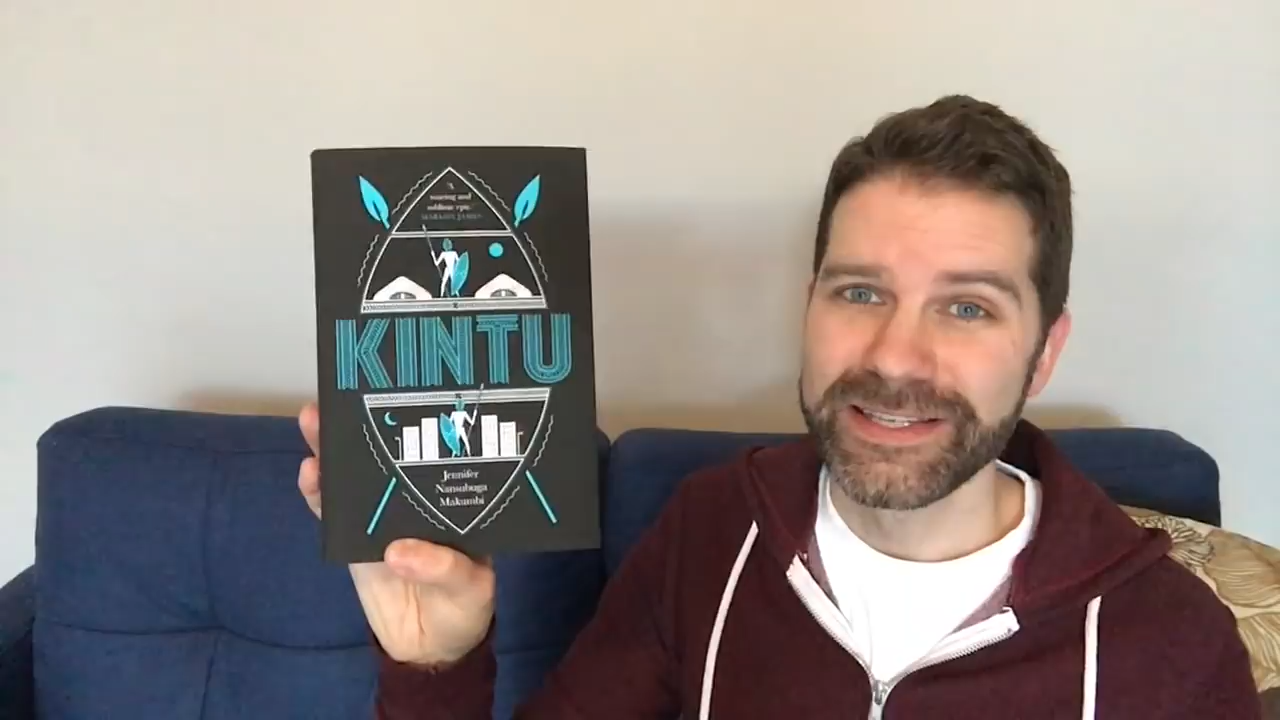 'A
soaring and
sublime epic.'
MARLON JAMES
KINTU
Jennifer
Nansubuga
Makumbi